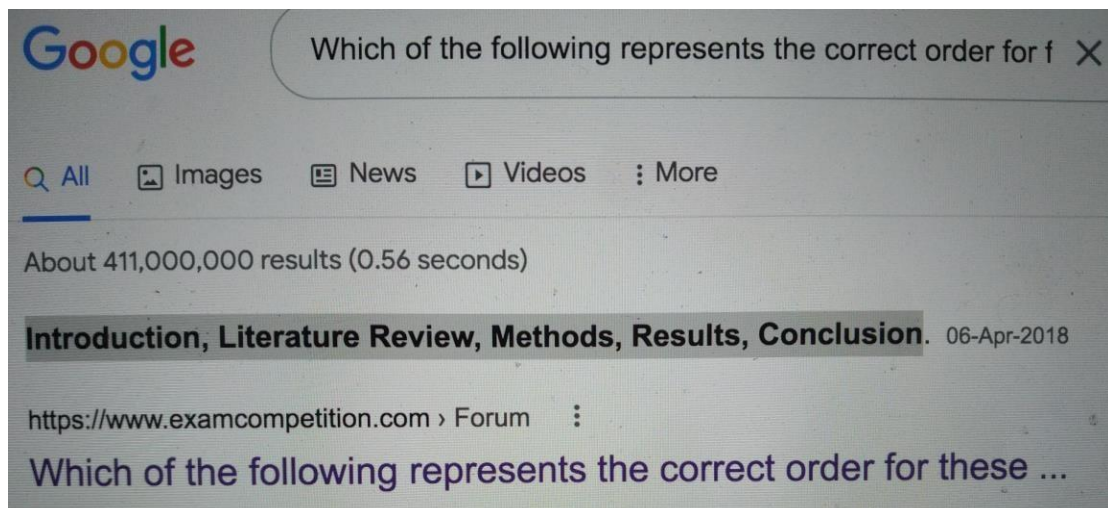 Google
Which of the following represents the correct order for f
All Images News Videos More
About 411,000,000 results (0.56 seconds)
Introduction, Literature Review, Methods, Results, Conclusion. 06-Apr-2018
https://www.examcompetition.com › Forum
Which of the following represents the correct order for these ...